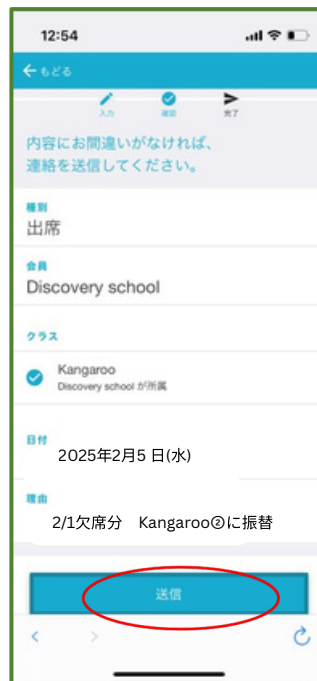 12:54
もどる
入力 確認 完了
内容にお間違いがなければ、
連絡を送信してください。
種別
出席
会員
Discovery school
クラス
Kangaroo
Discovery school が所属
日付
2025年2月5 日(水)
理由
2/1欠席分　Kangaroo②に振替
送信